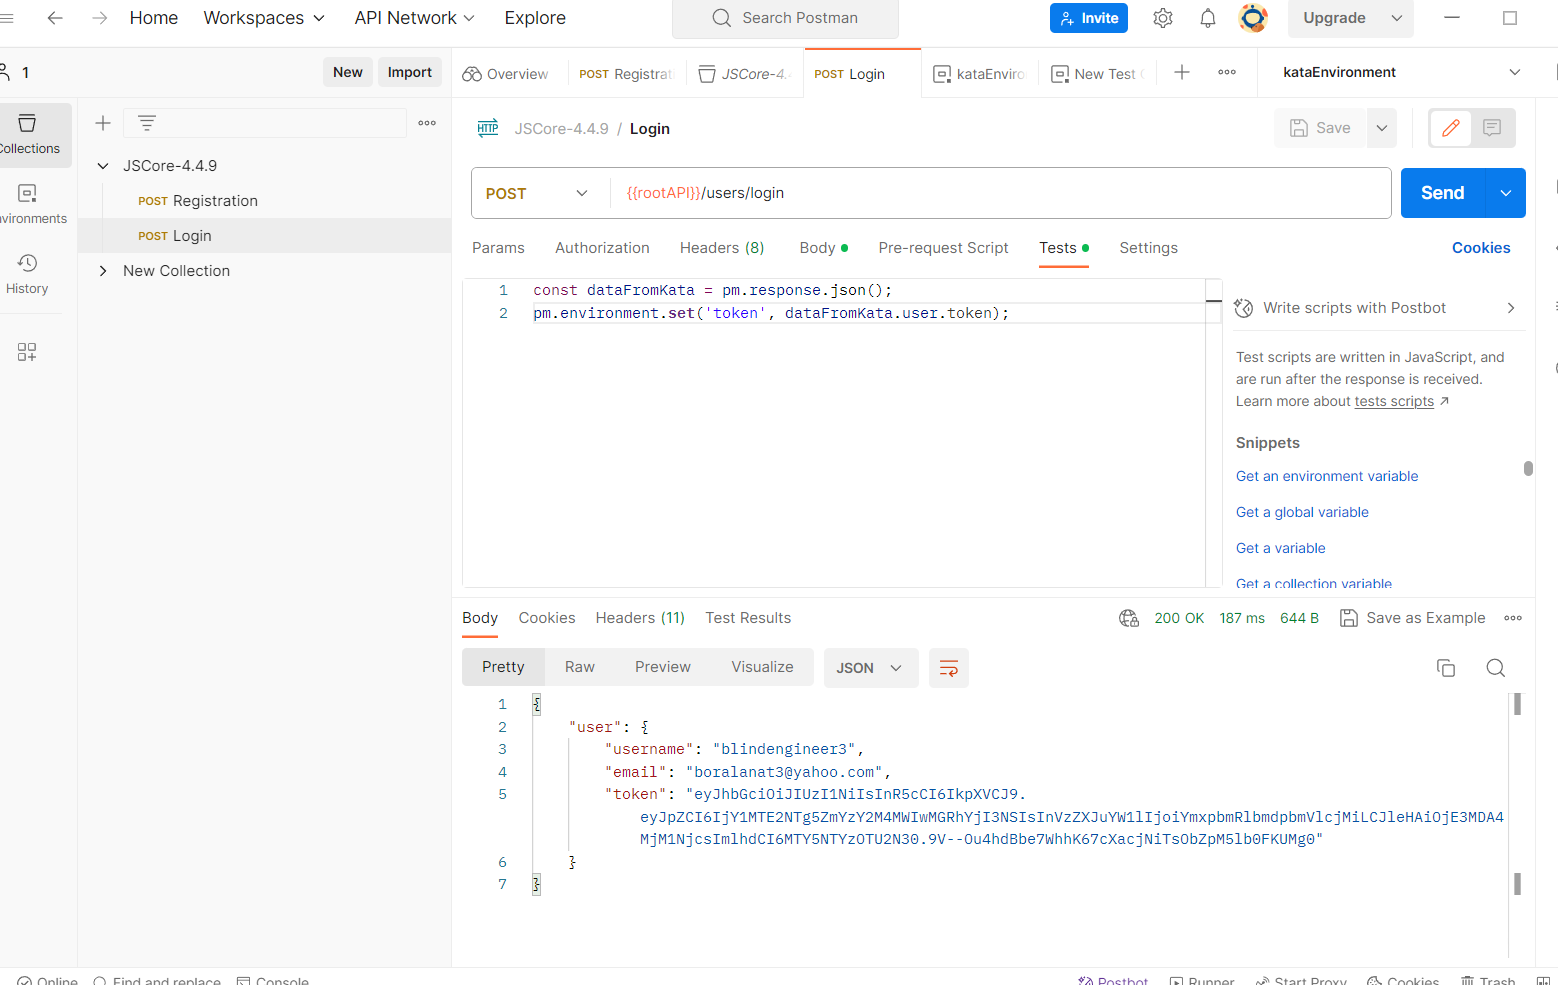 Home Workspaces API Network Explore Search Postman Invite Upgrade
1 New Import Overview POST Registrat JSCore-4. POST Login kataEnviro New Test kataEnvironment
Collections
JSCore-4.4.9
POST Registration
POST Login
New Collection
Environments
History
HTTP JSCore-4.4.9 / Login Save
POST {{rootAPI}}/users/login Send
Params Authorization Headers (8) Body Pre-request Script Tests Settings Cookies
1 const dataFromKata = pm.response.json();
2 pm.environment.set('token', dataFromKata.user.token);
Write scripts with Postbot
Test scripts are written in JavaScript, and
are run after the response is received.
Learn more about tests scripts ↗
Snippets
Get an environment variable
Get a global variable
Get a variable
Get a collection variable
Body Cookies Headers (11) Test Results 200 OK 187 ms 644 B Save as Example
Pretty Raw Preview Visualize JSON
1 {
2 "user": {
3 "username": "blindengineer3",
4 "email": "boralanat3@yahoo.com",
5 "token": "eyJhbGciOiJIUzI1NiIsInR5cCI6IkpXVCJ9.
eyJpZCI6IjY1MTE2NTg5ZmYzY2M4MWIwMGRhYjI3NSIsInVzZXJuYW1lIjoiYmxpbmRlbmdpbmVlcjMiLCJleHAiOjE3MDA4
MjM1NjcsImlhdCI6MTY5NTYzOTU2N30.9V--Ou4hdBbe7WhhK67cXacjNiTsObZpM5lb0FKUMg0"
6 }
7 }
Online Find and replace Console Postbot Runner Start Proxy Cookies Trash